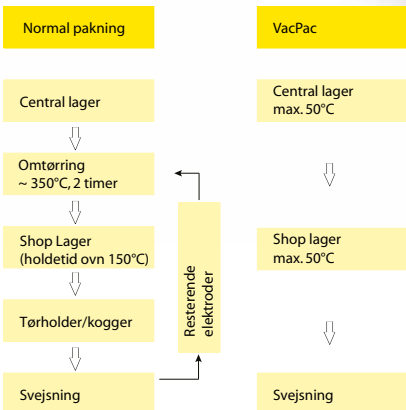 Normal pakning
Central lager
Omtørring
~ 350°C, 2 timer
Shop Lager
(holdetid ovn 150°C)
Tørholder/kogger
Svejsning
Resterende
elektroder
VacPac
Central lager
max. 50°C
Shop lager
max. 50°C
Svejsning